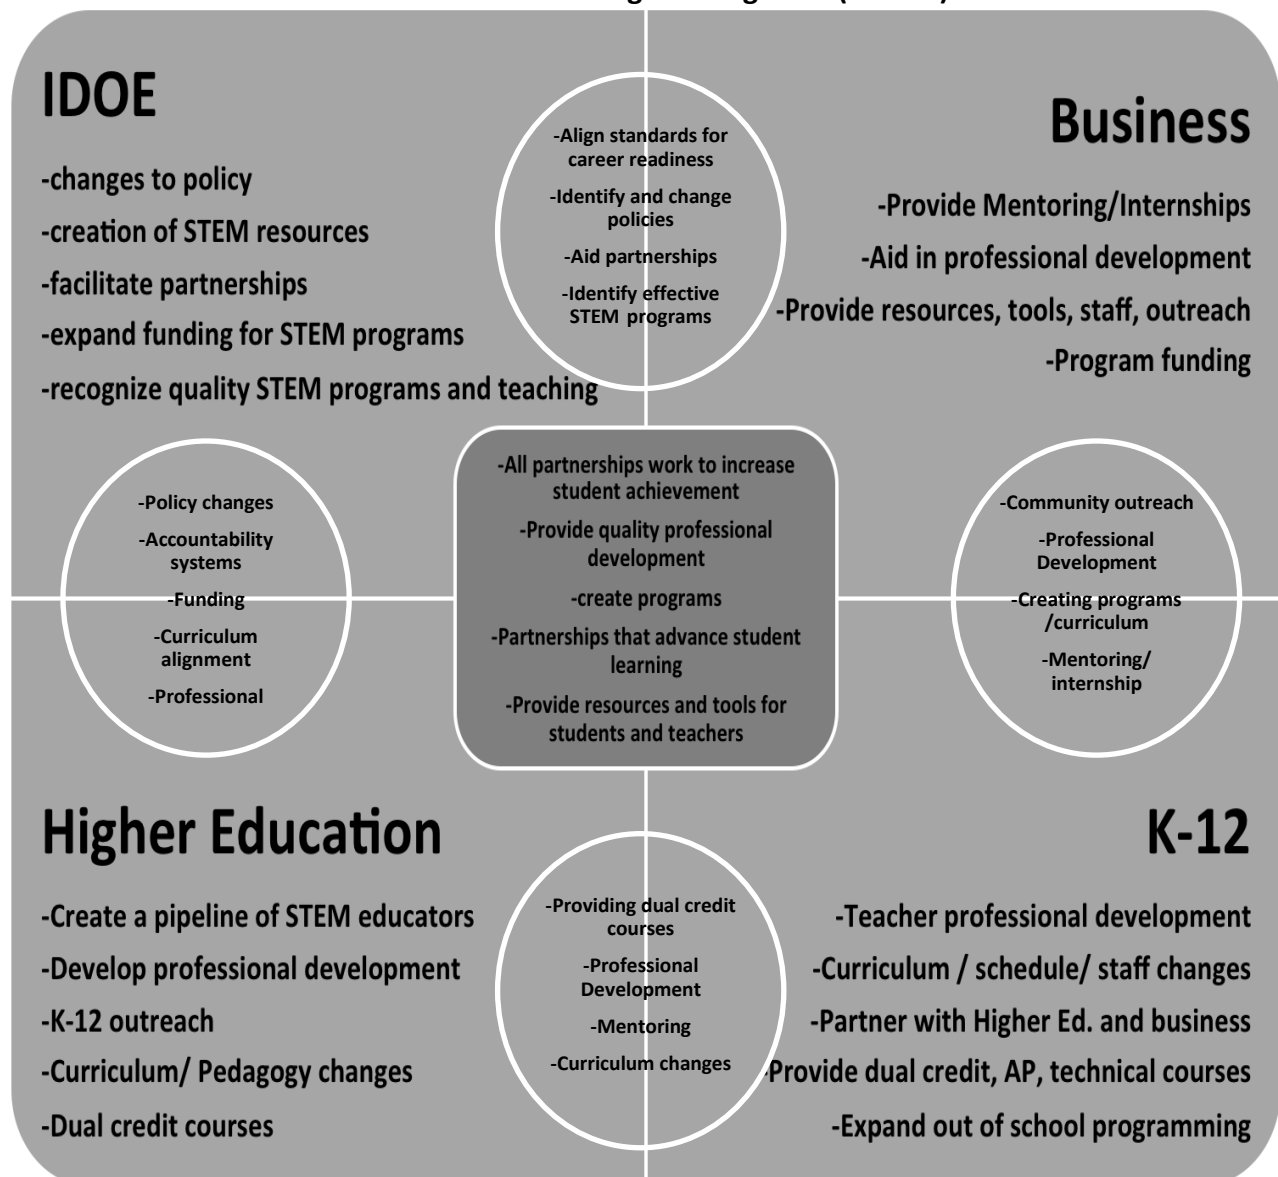 IDOE
-changes to policy
-creation of STEM resources
-facilitate partnerships
-expand funding for STEM programs
-recognize quality STEM programs and teaching
-Align standards for
career readiness
-Identify and change
policies
-Aid partnerships
-Identify effective
STEM programs
Business
-Provide Mentoring/Internships
-Aid in professional development
-Provide resources, tools, staff, outreach
-Program funding
-Policy changes
-Accountability
systems
-Funding
-Curriculum
alignment
-Professional
-All partnerships work to increase
student achievement
-Provide quality professional
development
-create programs
-Partnerships that advance student
learning
-Provide resources and tools for
students and teachers
-Community outreach
-Professional
Development
-Creating programs
/curriculum
-Mentoring/
internship
Higher Education
-Create a pipeline of STEM educators
-Develop professional development
-K-12 outreach
-Curriculum/ Pedagogy changes
-Dual credit courses
-Providing dual credit
courses
-Professional
Development
-Mentoring
-Curriculum changes
K-12
-Teacher professional development
-Curriculum / schedule/ staff changes
-Partner with Higher Ed. and business
-Provide dual credit, AP, technical courses
-Expand out of school programming